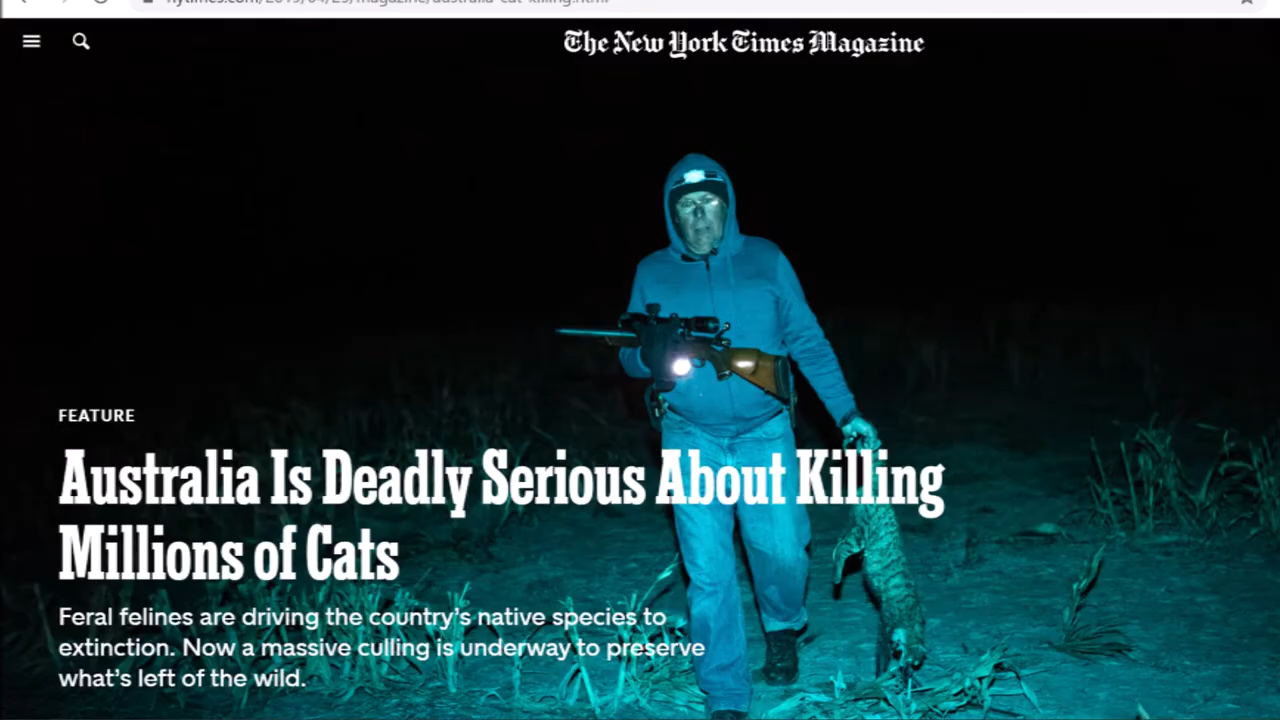 The New York Times Magazine
FEATURE
Australia Is Deadly Serious About Killing
Millions of Cats
Feral felines are driving the country’s native species to
extinction. Now a massive culling is underway to preserve
what’s left of the wild.